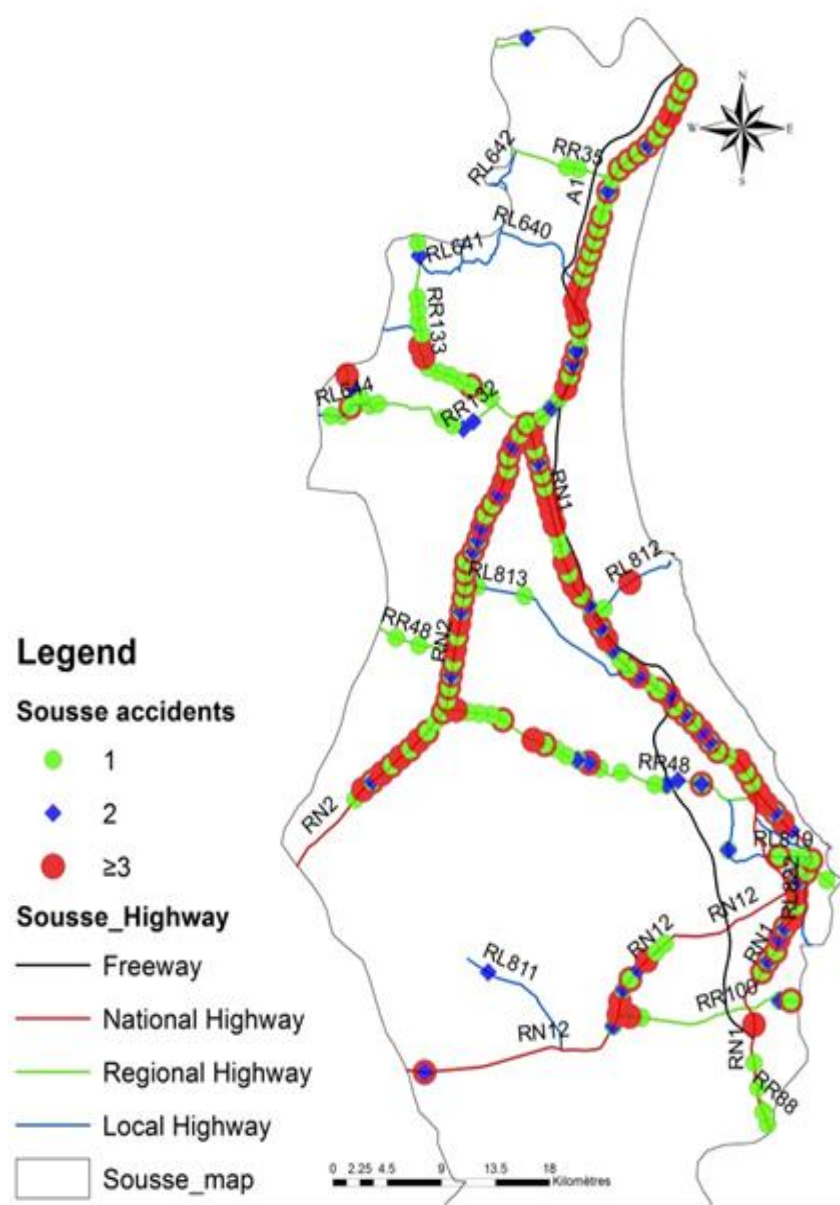 N
W E
S
RL642
RR35
A1
RL640
RL641
RR133
RL644
RR132
RN1
RL813
RL812
RR48
RN2
RR48
RN2
RL819
RL822
RN12
RN12
RN1
RL811
RR100
RN12
RN1
RR88
Legend
Sousse accidents
1
2
≥3
Sousse_Highway
Freeway
National Highway
Regional Highway
Local Highway
Sousse_map
0 2.25 4.5 9 13.5 18
Kilomètres